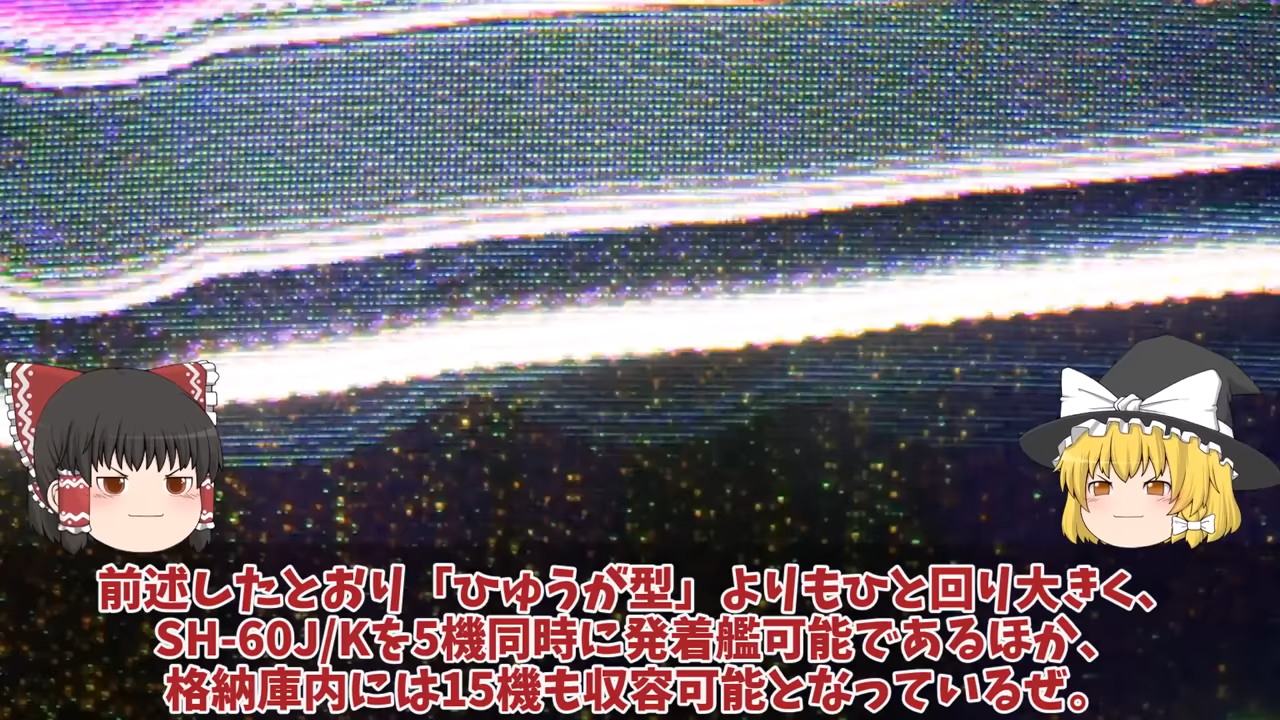 前述したとおり「ひゅうが型」よりもひと回り大きく、
SH-60J/Kを5機同時に発着艦可能であるほか、
格納庫内には15機も収容可能となっているぜ。